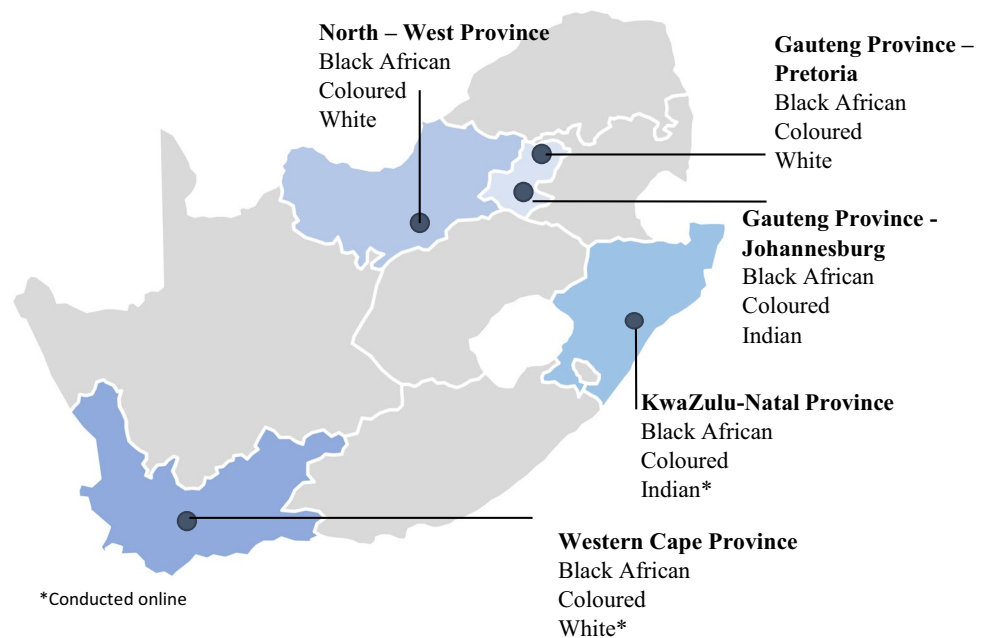 North – West Province
Black African
Coloured
White
Gauteng Province –
Pretoria
Black African
Coloured
White
Gauteng Province -
Johannesburg
Black African
Coloured
Indian
KwaZulu-Natal Province
Black African
Coloured
Indian*
Western Cape Province
Black African
Coloured
White*
*Conducted online